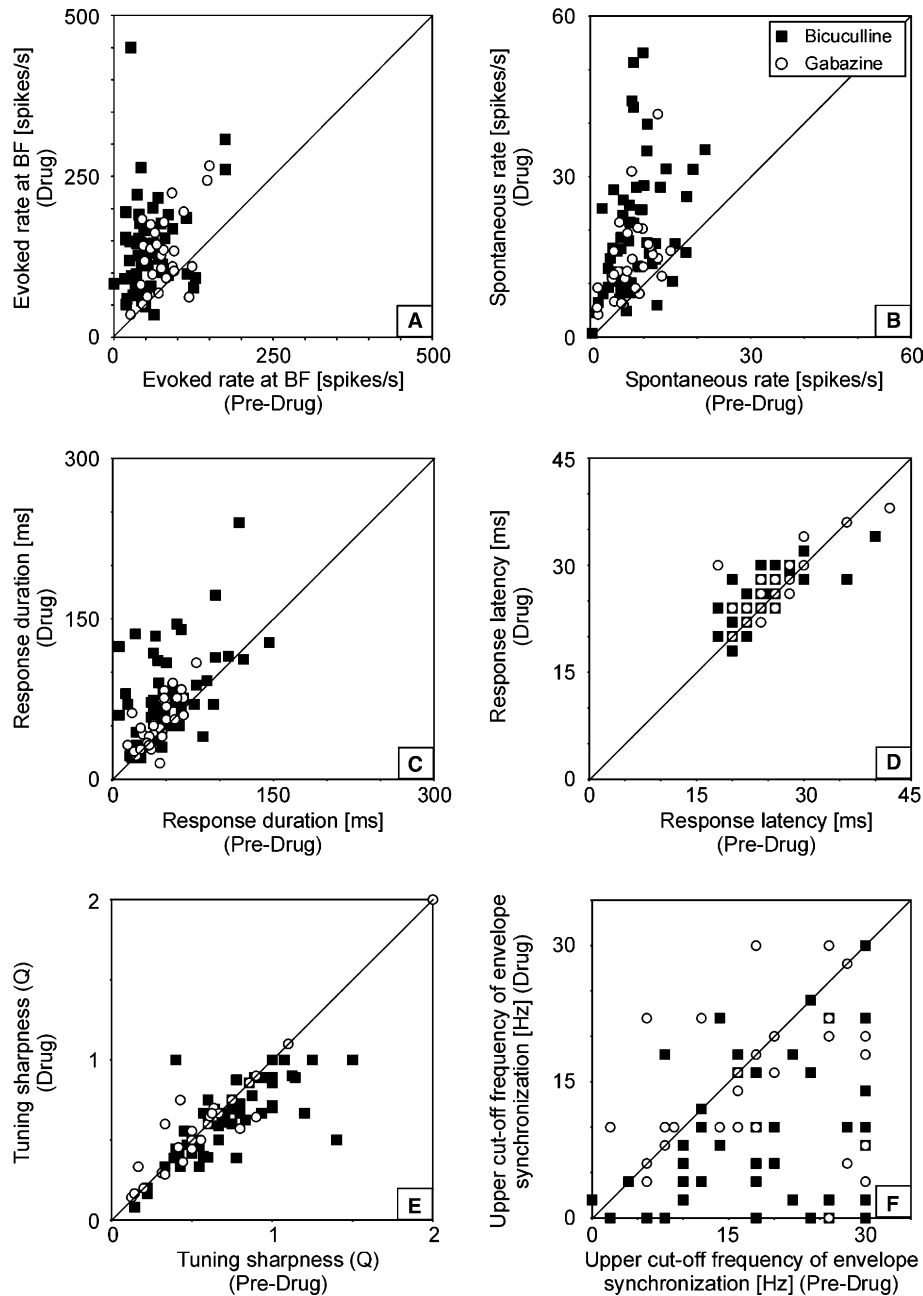 500
250
0
0
250
500
Evoked rate at BF [spikes/s]
(Drug)
Evoked rate at BF [spikes/s]
(Pre-Drug)
A
60
30
0
0
30
60
Spontaneous rate [spikes/s]
(Drug)
Spontaneous rate [spikes/s]
(Pre-Drug)
Bicuculline
Gabazine
B
300
150
0
0
150
300
Response duration [ms]
(Drug)
Response duration [ms]
(Pre-Drug)
C
45
30
15
0
0
15
30
45
Response latency [ms]
(Drug)
Response latency [ms]
(Pre-Drug)
D
2
1
0
0
1
2
Tuning sharpness (Q)
(Drug)
Tuning sharpness (Q)
(Pre-Drug)
E
30
15
0
0
15
30
Upper cut-off frequency of envelope
synchronization [Hz] (Drug)
Upper cut-off frequency of envelope
synchronization [Hz] (Pre-Drug)
F